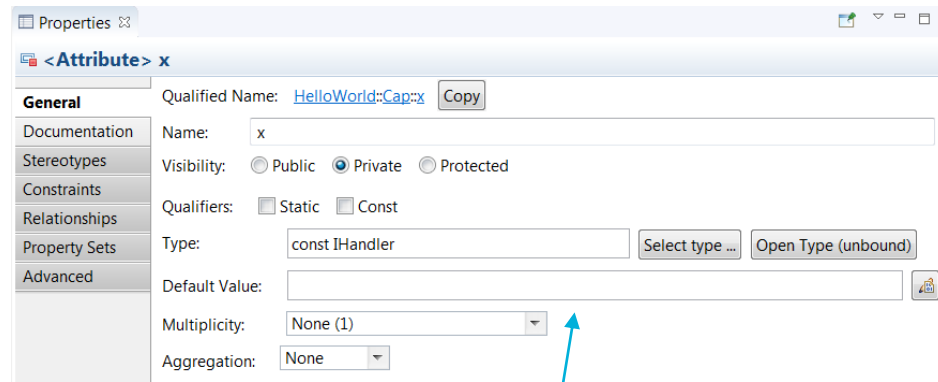 Properties
<Attribute> x
General
Documentation
Stereotypes
Constraints
Relationships
Property Sets
Advanced
Qualified Name: HelloWorld::Cap::x Copy
Name: x
Visibility: Public Private Protected
Qualifiers: Static Const
Type: const IHandler Select type ... Open Type (unbound)
Default Value:
Multiplicity: None (1)
Aggregation: None